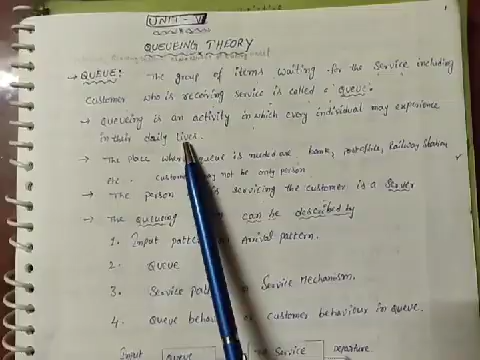 UNIT - V
QUEUEING THEORY
→ QUEUE: The group of items waiting for the service including
customer who is receiving service is called a queue.
→ Queueing is an activity in which every individual may experience
in their daily lives.
→ The place where queue is needed are bank, postoffice, Railway Station
etc. customer may not be only person
→ The person is servicing the customer is a Server
→ The queueing can be described by
1. Input pattern Arrival pattern.
2. Queue
3. Service Service Mechanism.
4. Queue customer behaviour in queue.
Input queue Service Departure